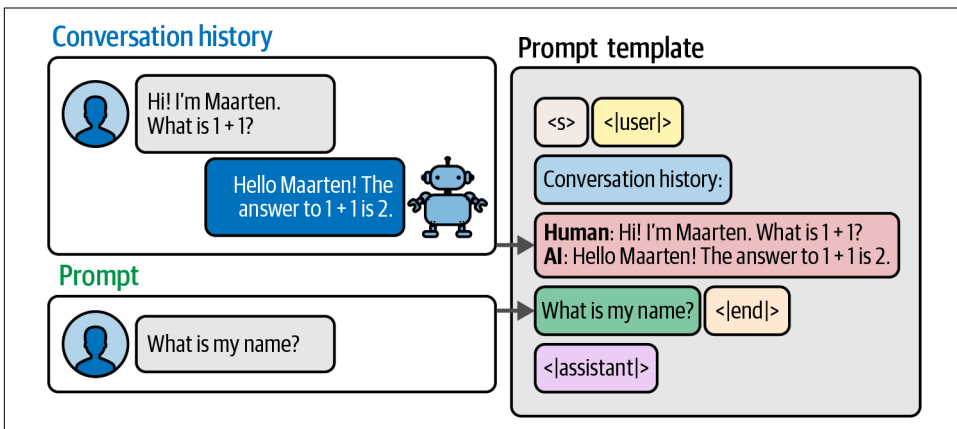 Conversation history
Hi! I'm Maarten.
What is 1 + 1?
Hello Maarten! The
answer to 1 + 1 is 2.
Prompt
What is my name?
Prompt template
<s> <|user|>
Conversation history:
Human: Hi! I'm Maarten. What is 1 + 1?
AI: Hello Maarten! The answer to 1 + 1 is 2.
What is my name? <|end|>
<|assistant|>